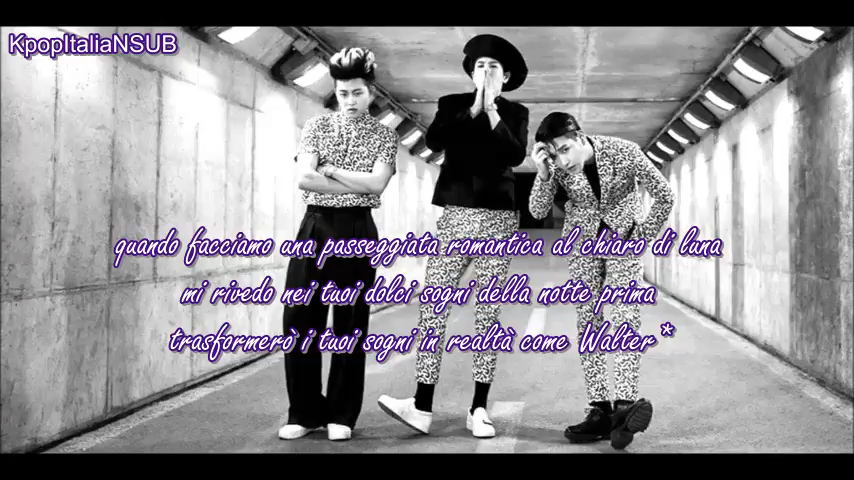 KpopItaliaNSUB
quando facciamo una passeggiata romantica al chiaro di luna
mi rivedo nei tuoi dolci sogni della notte prima
trasformerò i tuoi sogni in realtà come Walter*